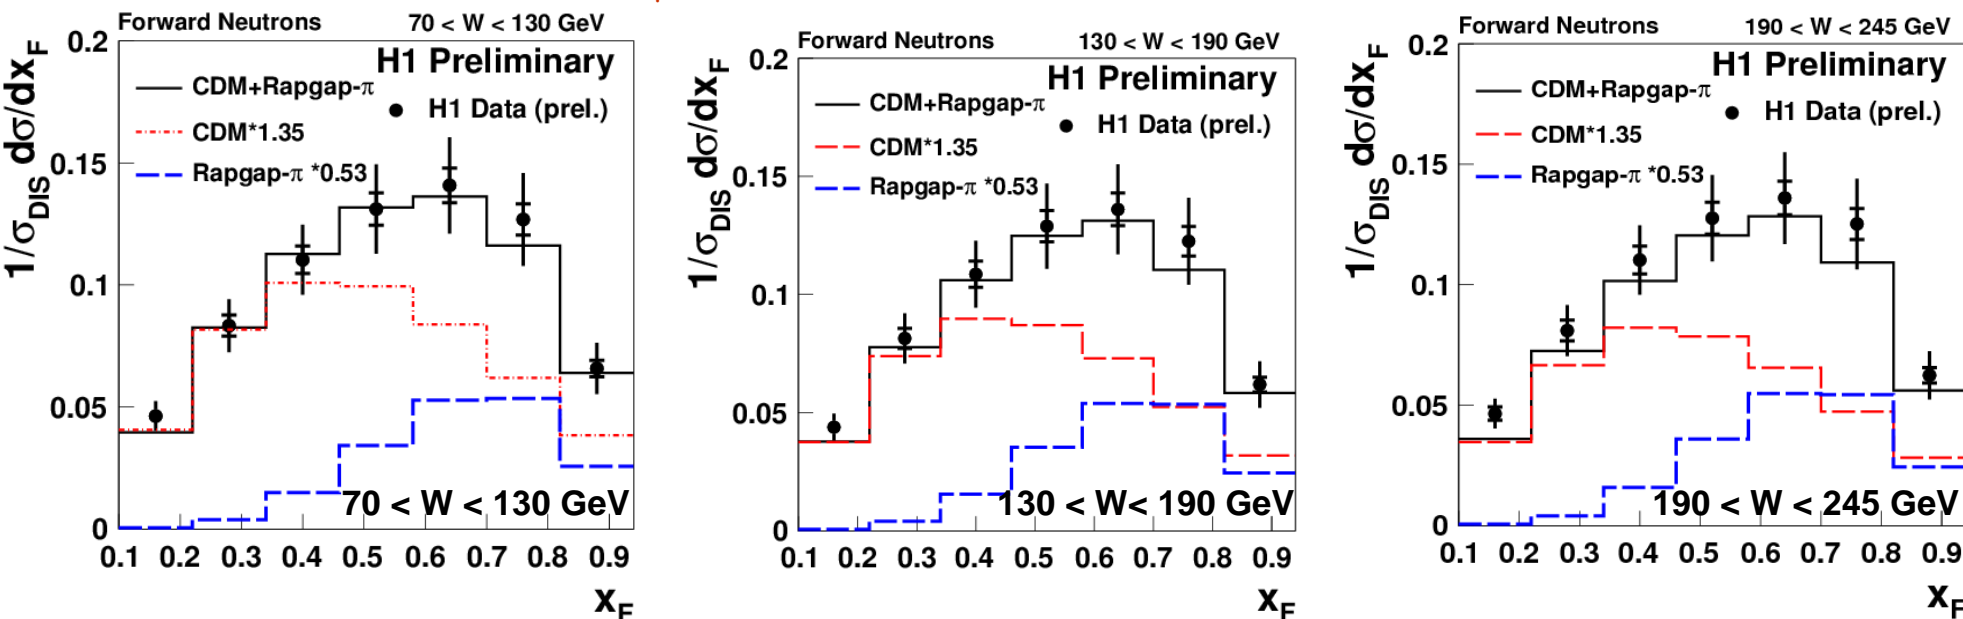 Forward Neutrons 70 < W < 130 GeV
H1 Preliminary
CDM+Rapgap-π
H1 Data (prel.)
CDM*1.35
Rapgap-π *0.53
1/σDIS dσ/dxF
0.2
0.15
0.1
0.05
0
70 < W < 130 GeV
0.1 0.2 0.3 0.4 0.5 0.6 0.7 0.8 0.9
xF
Forward Neutrons 130 < W < 190 GeV
H1 Preliminary
CDM+Rapgap-π
H1 Data (prel.)
CDM*1.35
Rapgap-π *0.53
1/σDIS dσ/dxF
0.2
0.15
0.1
0.05
0
130 < W< 190 GeV
0.1 0.2 0.3 0.4 0.5 0.6 0.7 0.8 0.9
xF
Forward Neutrons 190 < W < 245 GeV
H1 Preliminary
CDM+Rapgap-π
H1 Data (prel.)
CDM*1.35
Rapgap-π *0.53
1/σDIS dσ/dxF
0.2
0.15
0.1
0.05
0
190 < W < 245 GeV
0.1 0.2 0.3 0.4 0.5 0.6 0.7 0.8 0.9
xF